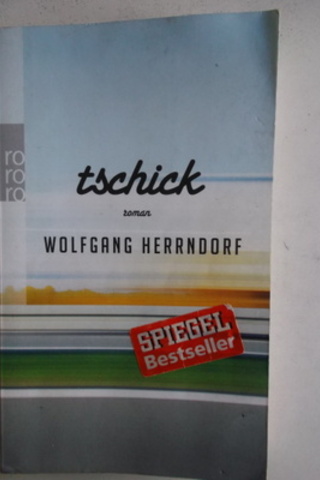 ro
ro
ro
tschick
roman
WOLFGANG HERRNDORF
SPIEGEL
Bestseller